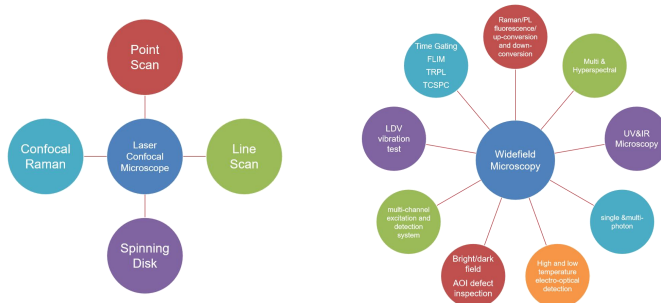 Point
Scan
Confocal
Raman
Laser
Confocal
Microscope
Line
Scan
Spinning
Disk
Raman/PL
fluorescence/
up-conversion
and down-
conversion
Time Gating
FLIM
TRPL
TCSPC
Multi &
Hyperspectral
LDV
vibration
test
Widefield
Microscopy
UV&IR
Microscopy
multi-channel
excitation and
detection
system
single &multi-
photon
Bright/dark
field
AOI defect
inspection
High and low
temperature
electro-optical
detection